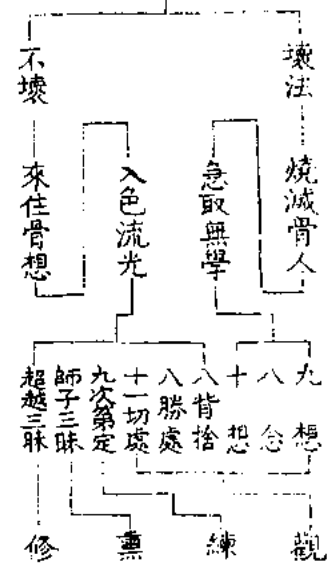 壞法
不壞
燒滅骨人
急取無學
入色流光
來住骨想
九想
八念
十想
八背捨
八勝處
十一切處
九次第定
師子三昧
超越三昧
觀
練
熏
修